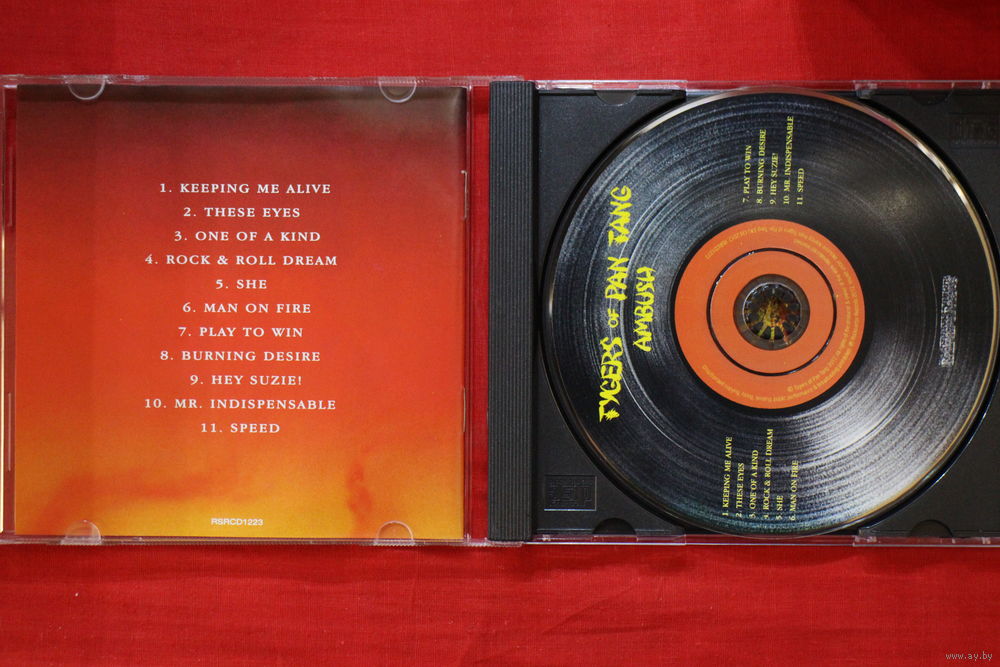 1. KEEPING ME ALIVE
2. THESE EYES
3. ONE OF A KIND
4. ROCK & ROLL DREAM
5. SHE
6. MAN ON FIRE
7. PLAY TO WIN
8. BURNING DESIRE
9. HEY SUZIE!
10. MR. INDISPENSABLE
11. SPEED
RSRCD1223
TYGERS OF PAN TANG
AMBUSH
1. KEEPING ME ALIVE
2. THESE EYES
3. ONE OF A KIND
4. ROCK & ROLL DREAM
5. SHE
6. MAN ON FIRE
7. PLAY TO WIN
8. BURNING DESIRE
9. HEY SUZIE!
10. MR. INDISPENSABLE
11. SPEED
www.ay.by